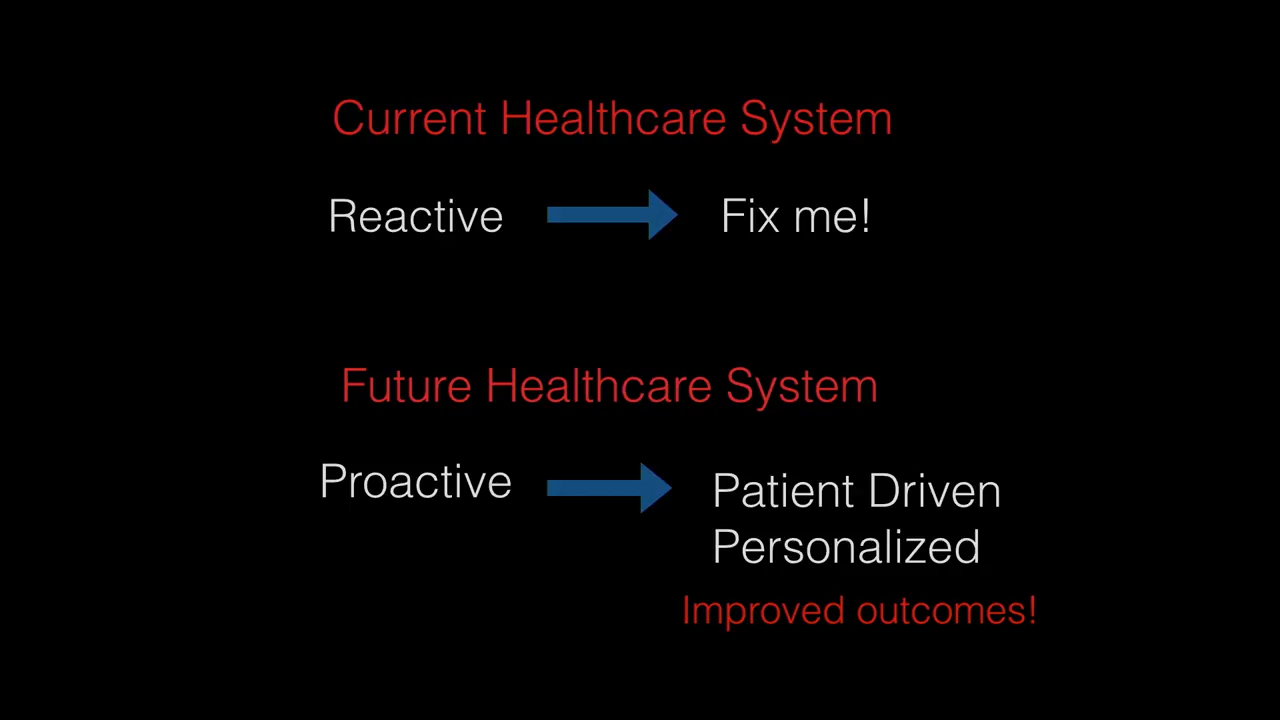 Current Healthcare System
Reactive Fix me!
Future Healthcare System
Proactive Patient Driven
Personalized
Improved outcomes!